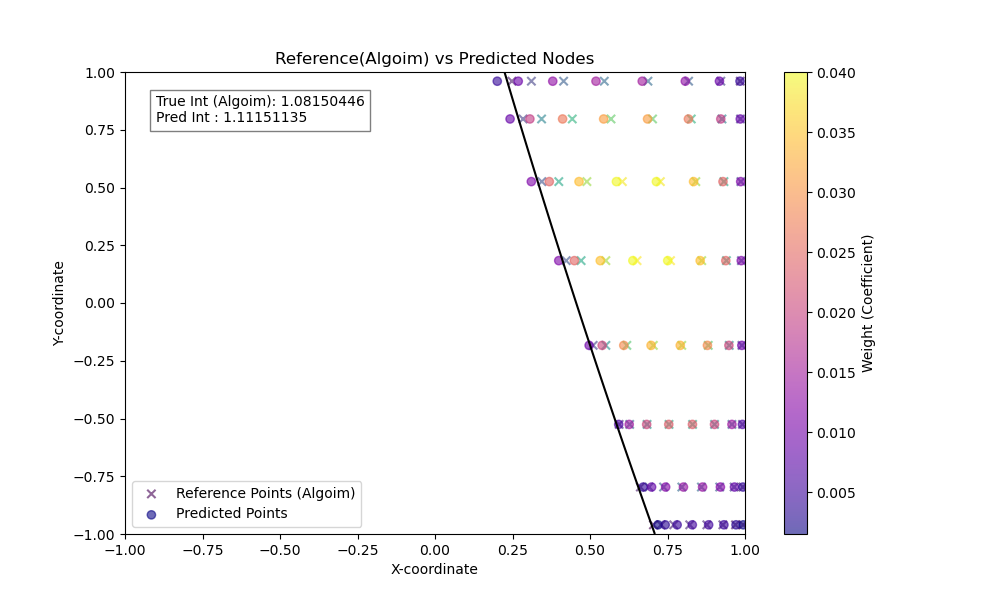 Reference(Algoim) vs Predicted Nodes
True Int (Algoim): 1.08150446
Pred Int : 1.11151135
1.00
0.75
0.50
0.25
0.00
−0.25
−0.50
−0.75
−1.00
Y-coordinate
Reference Points (Algoim)
Predicted Points
−1.00 −0.75 −0.50 −0.25 0.00 0.25 0.50 0.75 1.00
X-coordinate
0.040
0.035
0.030
0.025
0.020
0.015
0.010
0.005
Weight (Coefficient)